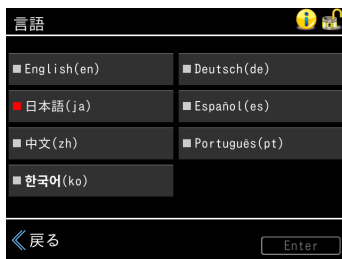 言語
English(en)
Deutsch(de)
日本語(ja)
Español(es)
中文(zh)
Português(pt)
한국어(ko)
戻る
Enter